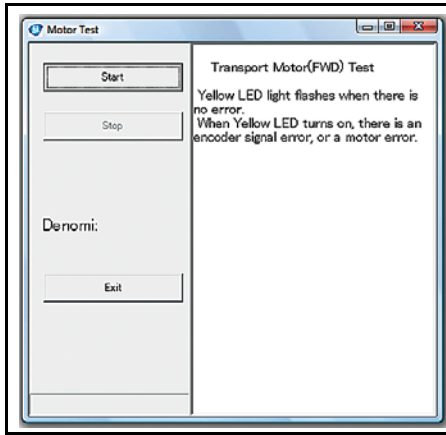 Motor Test
Start
Stop
Denomi:
Exit
Transport Motor(FWD) Test
Yellow LED light flashes when there is
no error.
When Yellow LED turns on, there is an
encoder signal error, or a motor error.